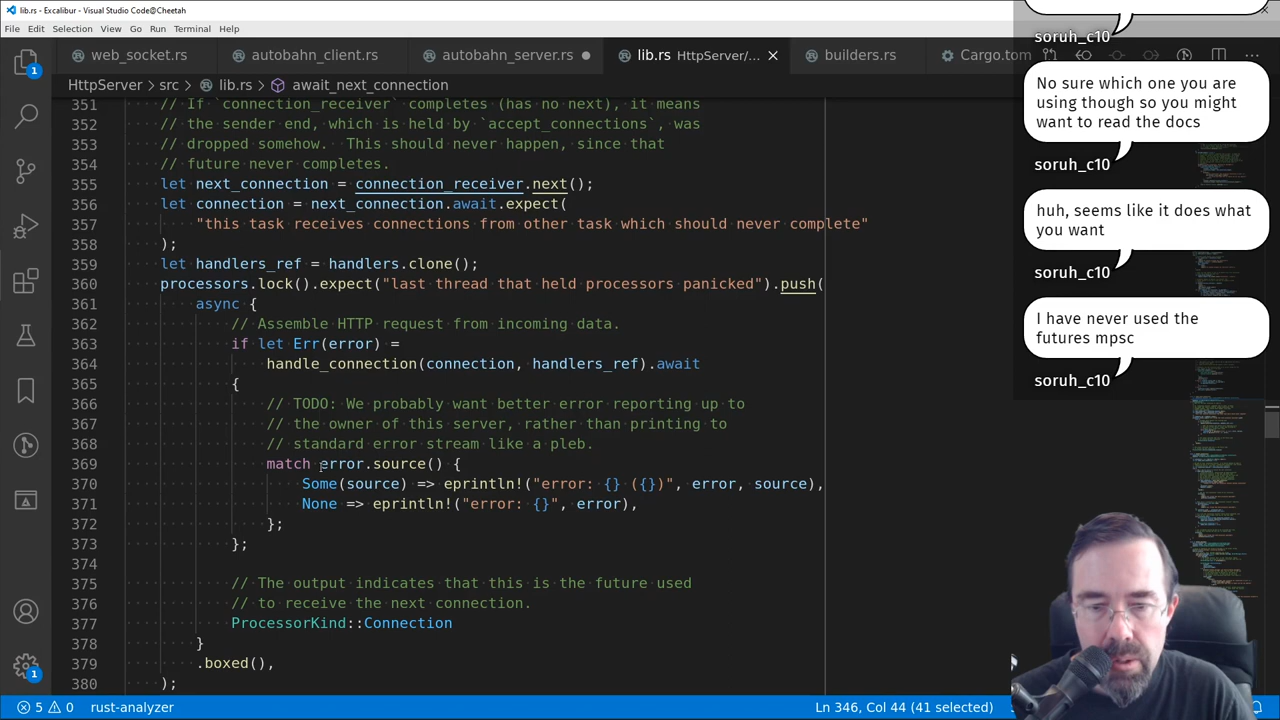 lib.rs - Excalibur - Visual Studio Code@Cheetah
File Edit Selection View Go Run Terminal Help
web_socket.rs autobahn_client.rs autobahn_server.rs lib.rs HttpServer/... builders.rs Cargo.tom
HttpServer > src > lib.rs > await_next_connection
351 // If `connection_receiver` completes (has no next), it means
352 // the sender end, which is held by `accept_connections`, was
353 // dropped somehow.  This should never happen, since that
354 // future never completes.
355 let next_connection = connection_receiver.next();
356 let connection = next_connection.await.expect(
357 "this task receives connections from other task which should never complete"
358 );
359 let handlers_ref = handlers.clone();
360 processors.lock().expect("last thread that held processors panicked").push(
361 async {
362 // Assemble HTTP request from incoming data.
363 if let Err(error) =
364 handle_connection(connection, handlers_ref).await
365 {
366 // TODO: We probably want better error reporting up to
367 // the owner of this server, rather than printing to
368 // standard error stream like a pleb.
369 match error.source() {
370 Some(source) => eprintln!("error: {} ({})", error, source),
371 None => eprintln!("error: {}", error),
372 };
373 };
374
375 // The output indicates that this is the future used
376 // to receive the next connection.
377 ProcessorKind::Connection
378 }
379 .boxed(),
380 );
soruh_c10
No sure which one you are
using though so you might
want to read the docs
soruh_c10
huh, seems like it does what
you want
soruh_c10
I have never used the
futures mpsc
soruh_c10
1
1
5 0 rust-analyzer Ln 346, Col 44 (41 selected)